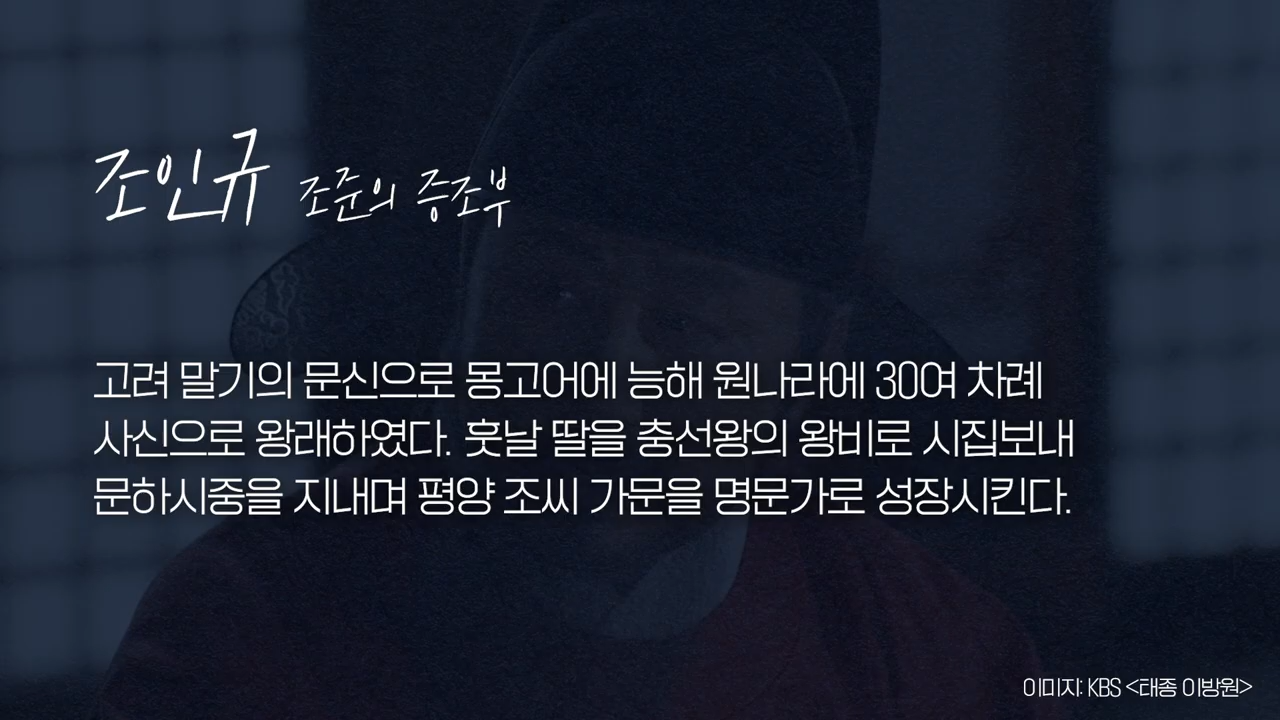 조인규 조준의 증조부
고려 말기의 문신으로 몽고어에 능해 원나라에 30여 차례
사신으로 왕래하였다. 훗날 딸을 충선왕의 왕비로 시집보내
문하시중을 지내며 평양 조씨 가문을 명문가로 성장시킨다.
이미지: KBS <태종 이방원>